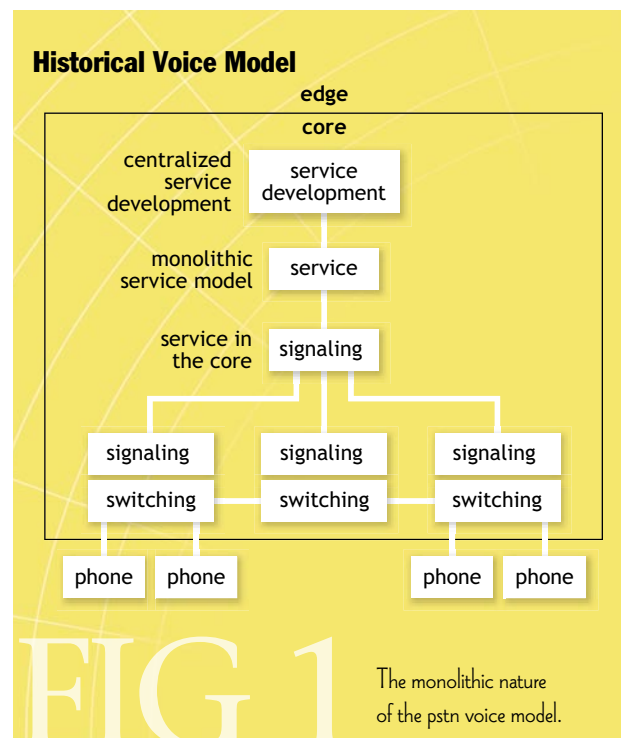 Historical Voice Model
edge
core
centralized
service
development
service
development
monolithic
service model
service
service in
the core
signaling
signaling signaling signaling
switching switching switching
phone phone phone phone
FIG 1
The monolithic nature
of the pstn voice model.